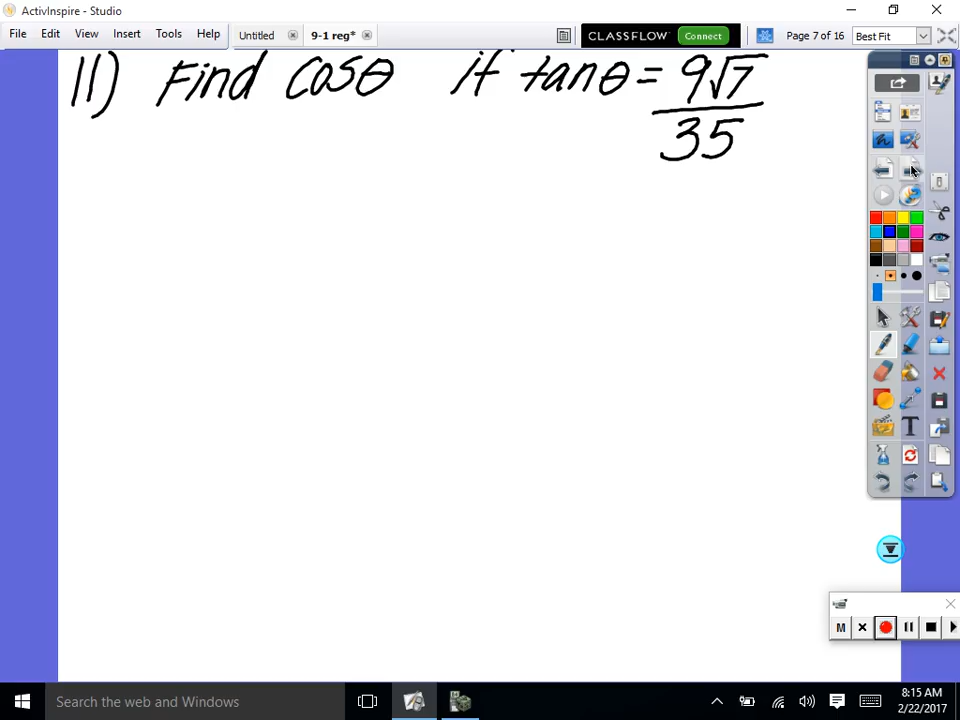 ActivInspire - Studio
File Edit View Insert Tools Help Untitled 9-1 reg* CLASSFLOW Connect Page 7 of 16 Best Fit
11) Find cosθ if tanθ = 9√7
35
T
M
Search the web and Windows
8:15 AM
2/22/2017